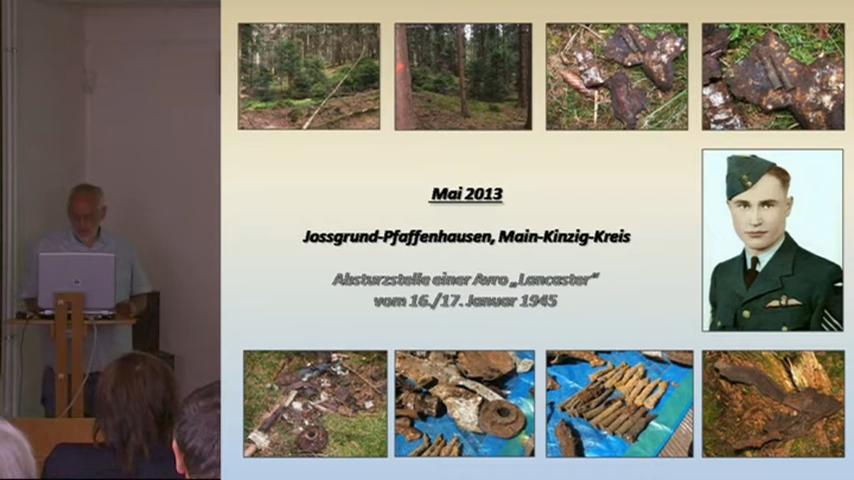 Mai 2013
Jossgrund-Pfaffenhausen, Main-Kinzig-Kreis
Absturzstelle einer Avro „Lancaster“
vom 16./17. Januar 1945